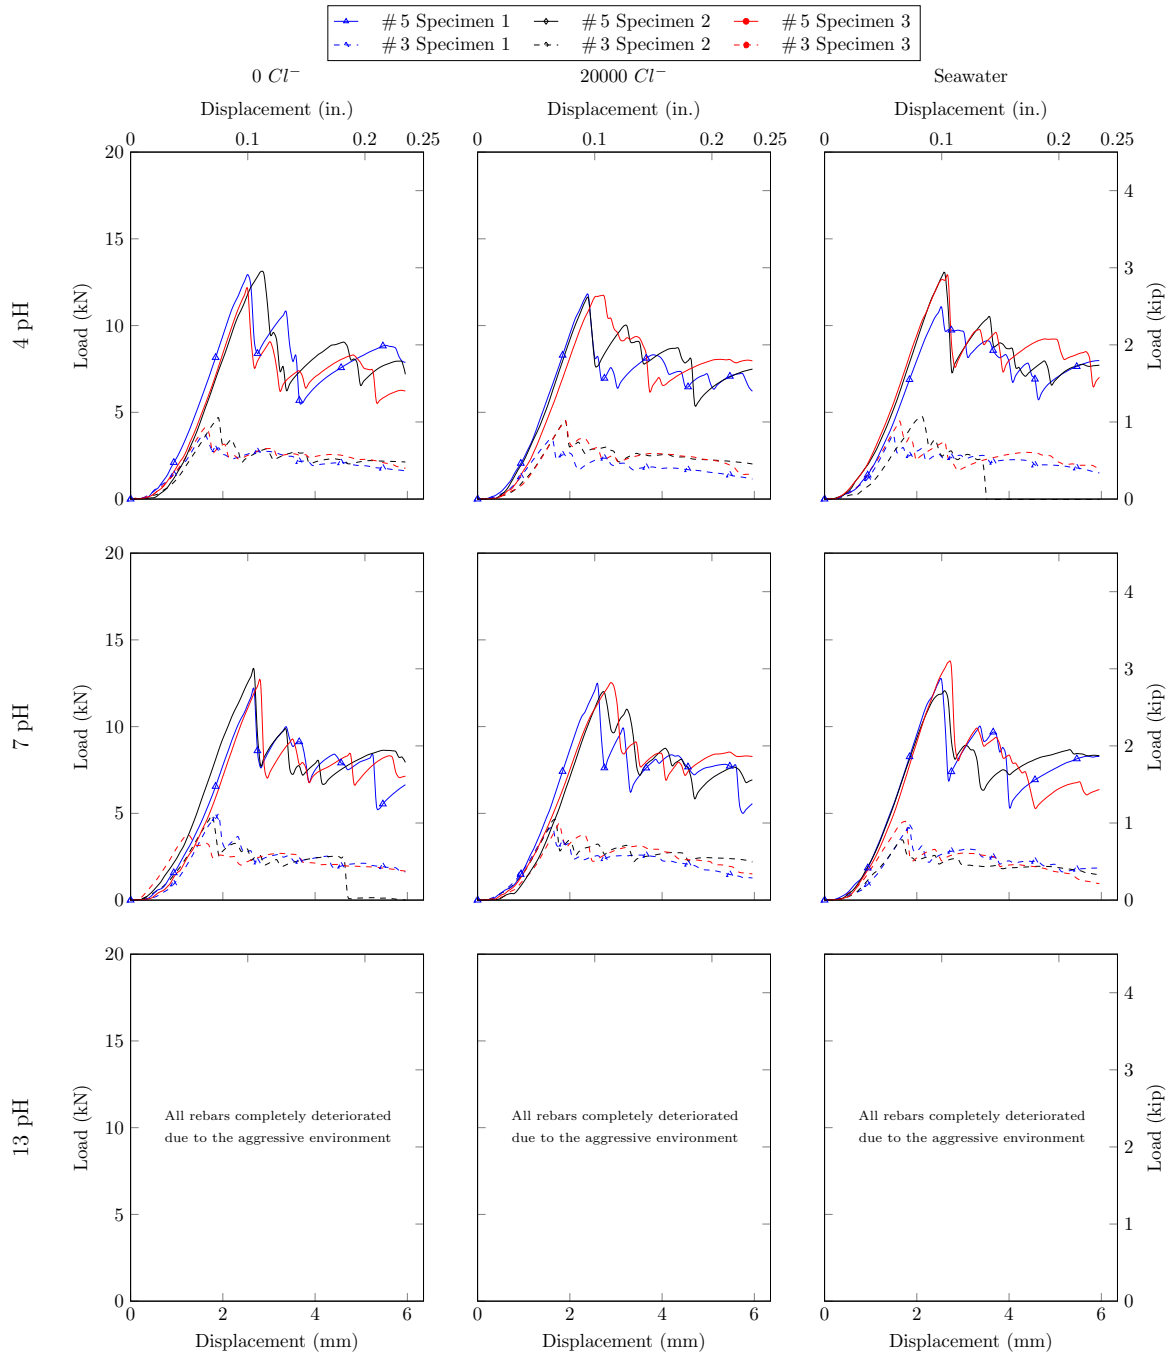 #5 Specimen 1 #5 Specimen 2 #5 Specimen 3
#3 Specimen 1 #3 Specimen 2 #3 Specimen 3
0 Cl⁻ 20000 Cl⁻ Seawater
Displacement (in.) Displacement (in.) Displacement (in.)
0 0.1 0.2 0.25 0 0.1 0.2 0.25 0 0.1 0.2 0.25
4 pH
Load (kN)
20
15
10
5
0
4
3
2
1
0
Load (kip)
7 pH
Load (kN)
20
15
10
5
0
4
3
2
1
0
Load (kip)
13 pH
Load (kN)
20
15
10
5
0
All rebars completely deteriorated
due to the aggressive environment
All rebars completely deteriorated
due to the aggressive environment
All rebars completely deteriorated
due to the aggressive environment
4
3
2
1
0
Load (kip)
0 2 4 6 0 2 4 6 0 2 4 6
Displacement (mm) Displacement (mm) Displacement (mm)